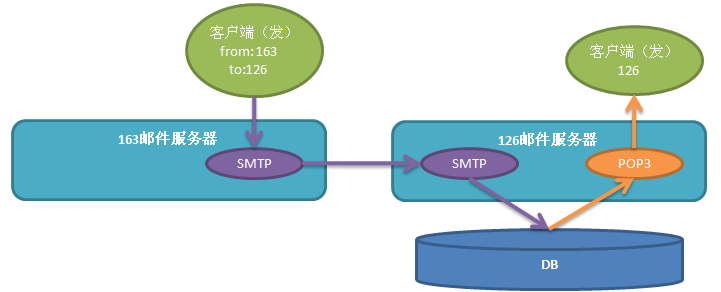 客户端（发）
from:163
to:126
客户端（发）
126
163邮件服务器
126邮件服务器
SMTP
SMTP
POP3
DB